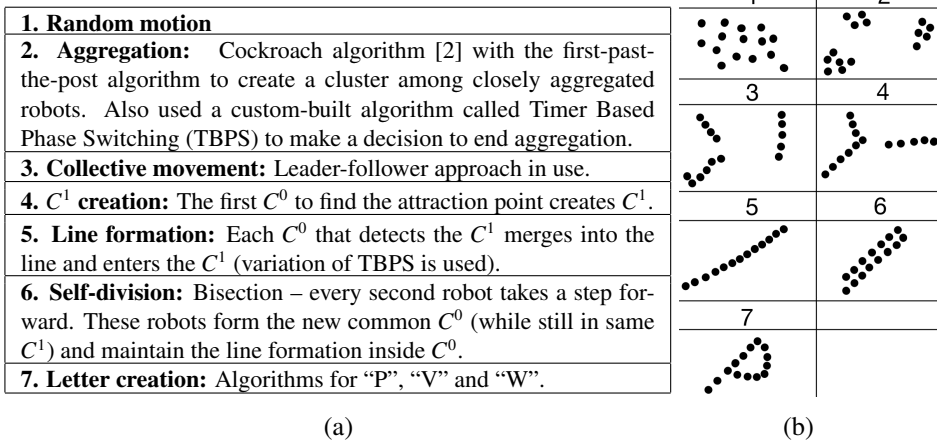 1. Random motion
2. Aggregation: Cockroach algorithm [2] with the first-past-
the-post algorithm to create a cluster among closely aggregated
robots. Also used a custom-built algorithm called Timer Based
Phase Switching (TBPS) to make a decision to end aggregation.
3. Collective movement: Leader-follower approach in use.
4. C¹ creation: The first C⁰ to find the attraction point creates C¹.
5. Line formation: Each C⁰ that detects the C¹ merges into the
line and enters the C¹ (variation of TBPS is used).
6. Self-division: Bisection – every second robot takes a step for-
ward. These robots form the new common C⁰ (while still in same
C¹) and maintain the line formation inside C⁰.
7. Letter creation: Algorithms for “P”, “V” and “W”.
(a)
3 4
5 6
7
(b)